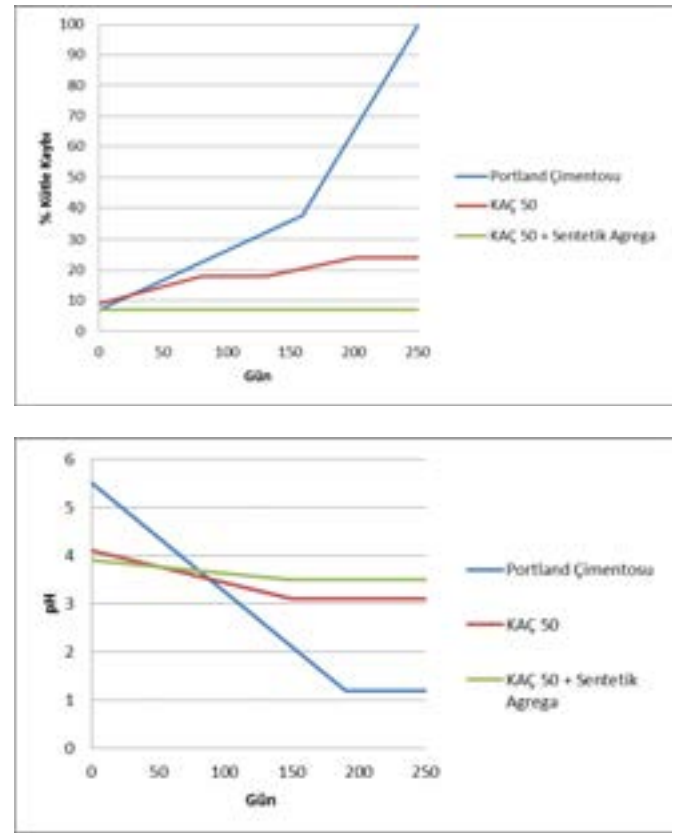 100
90
80
70
60
50
40
30
20
10
0
% Kütle Kaybı
0 50 100 150 200 250
Gün
Portland Çimentosu
KAÇ 50
KAÇ 50 + Sentetik Agrega
6
5
4
3
2
1
0
pH
0 50 100 150 200 250
Gün
Portland Çimentosu
KAÇ 50
KAÇ 50 + Sentetik
Agrega